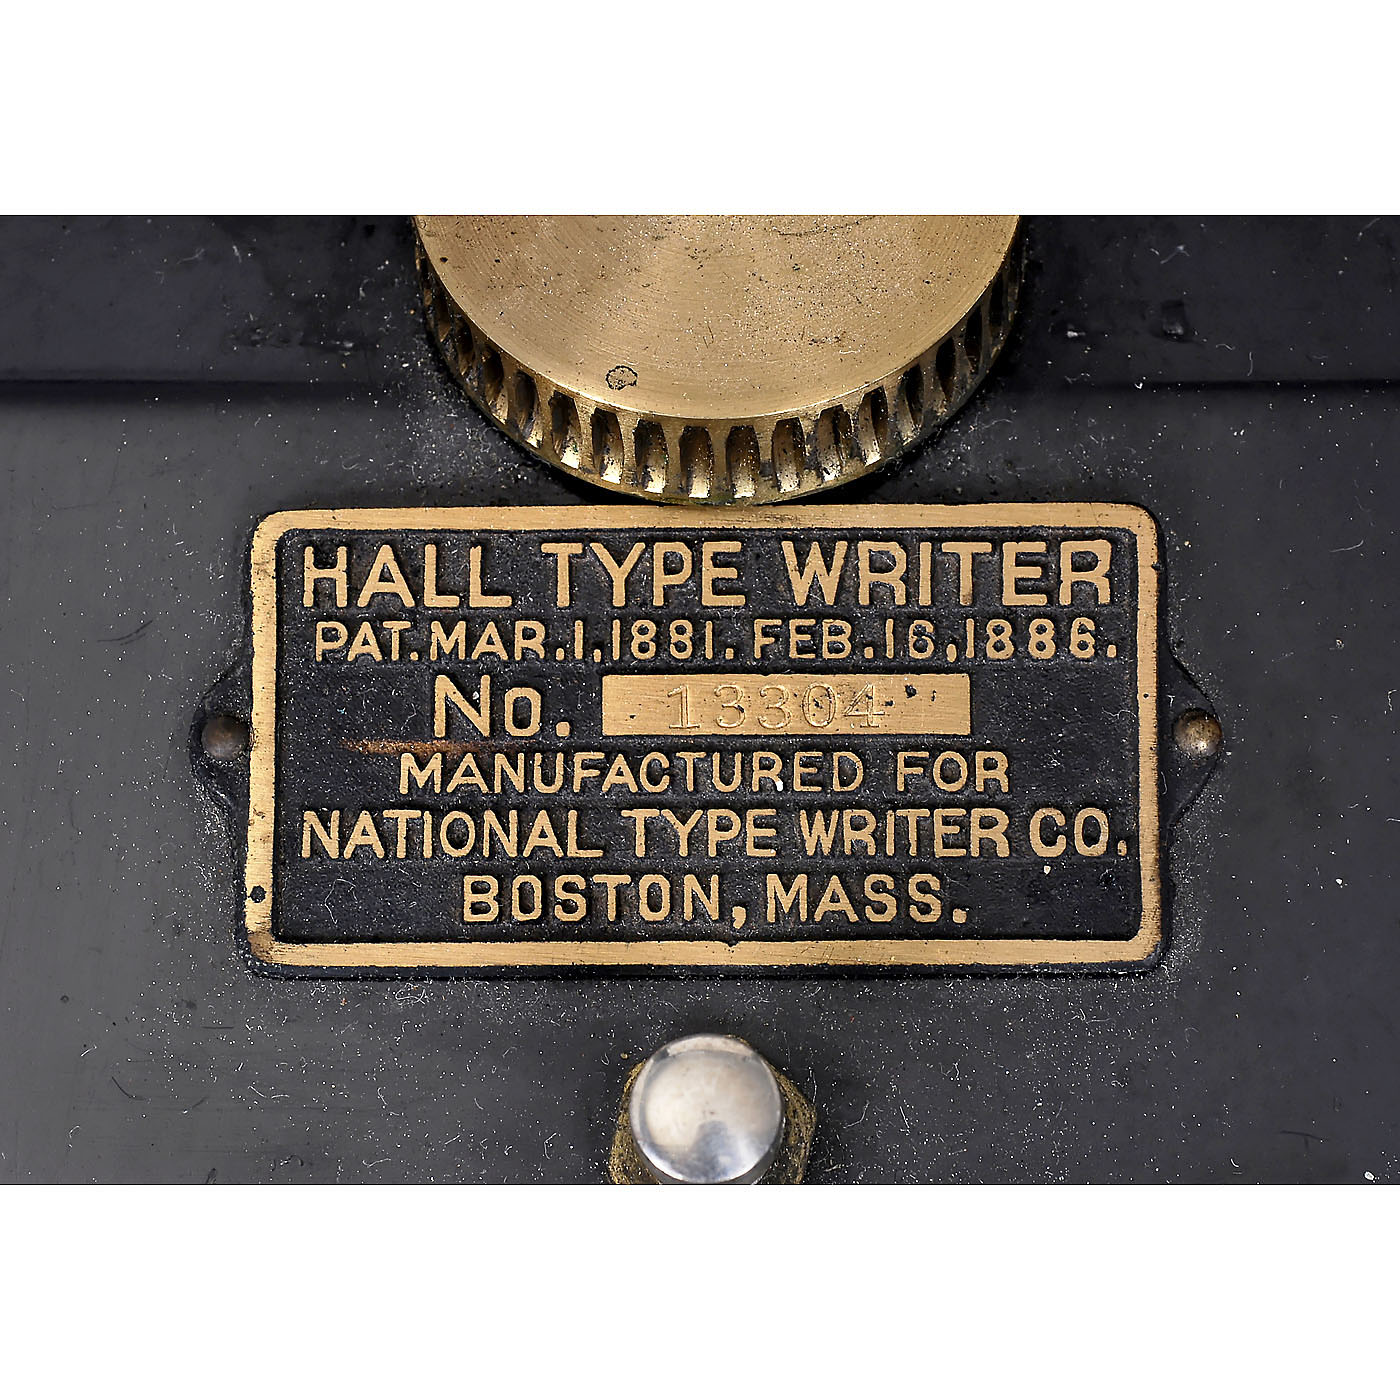 HALL TYPE WRITER
PAT. MAR. 1, 1881. FEB. 16, 1886.
No. 13304
MANUFACTURED FOR
NATIONAL TYPE WRITER CO.
BOSTON, MASS.